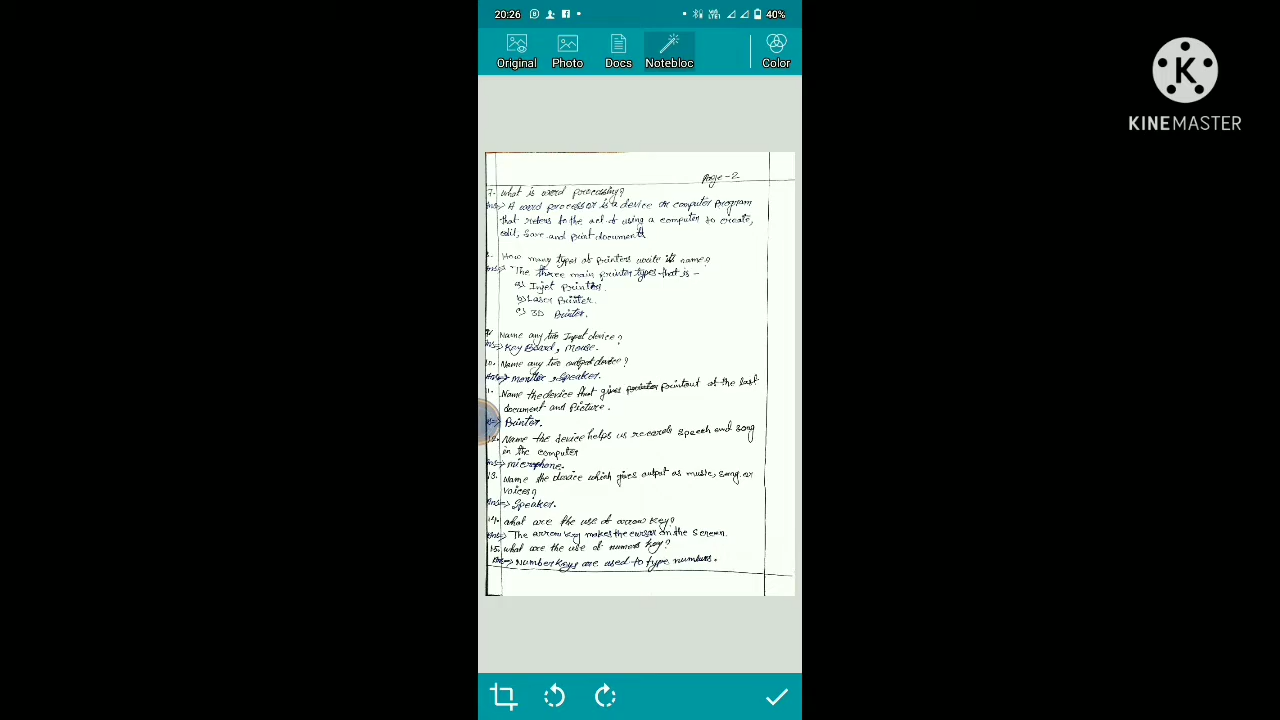 20:26
40%
Original
Photo
Docs
Notebloc
Color
K
KINEMASTER
Page-2
7. what is word processing?
Ans=> A word processor is a device or computer program
that refers to the act of using a computer to create,
edit, save and print document
How many types of printers write its name?
Ans=> The three main printer types that is -
a) Injet printer.
b) Laser printer.
c) 3D printer.
Name any two Input device?
Ans=> Key Board, mouse.
10. Name any two output device?
Ans=> monitor, speaker.
Name the device that gives pointout of the last
document and picture.
Printer.
12. Name the device helps us records speech and song
in the computer
Ans=> microphone.
13. Name the device which gives output as music, song or
voices?
Ans=> Speaker.
14. what are the use of arrow key?
Ans=> The arrow key makes the cursor on the screen.
15. what are the use of key?
Ans=> Number keys are used to type numbers.